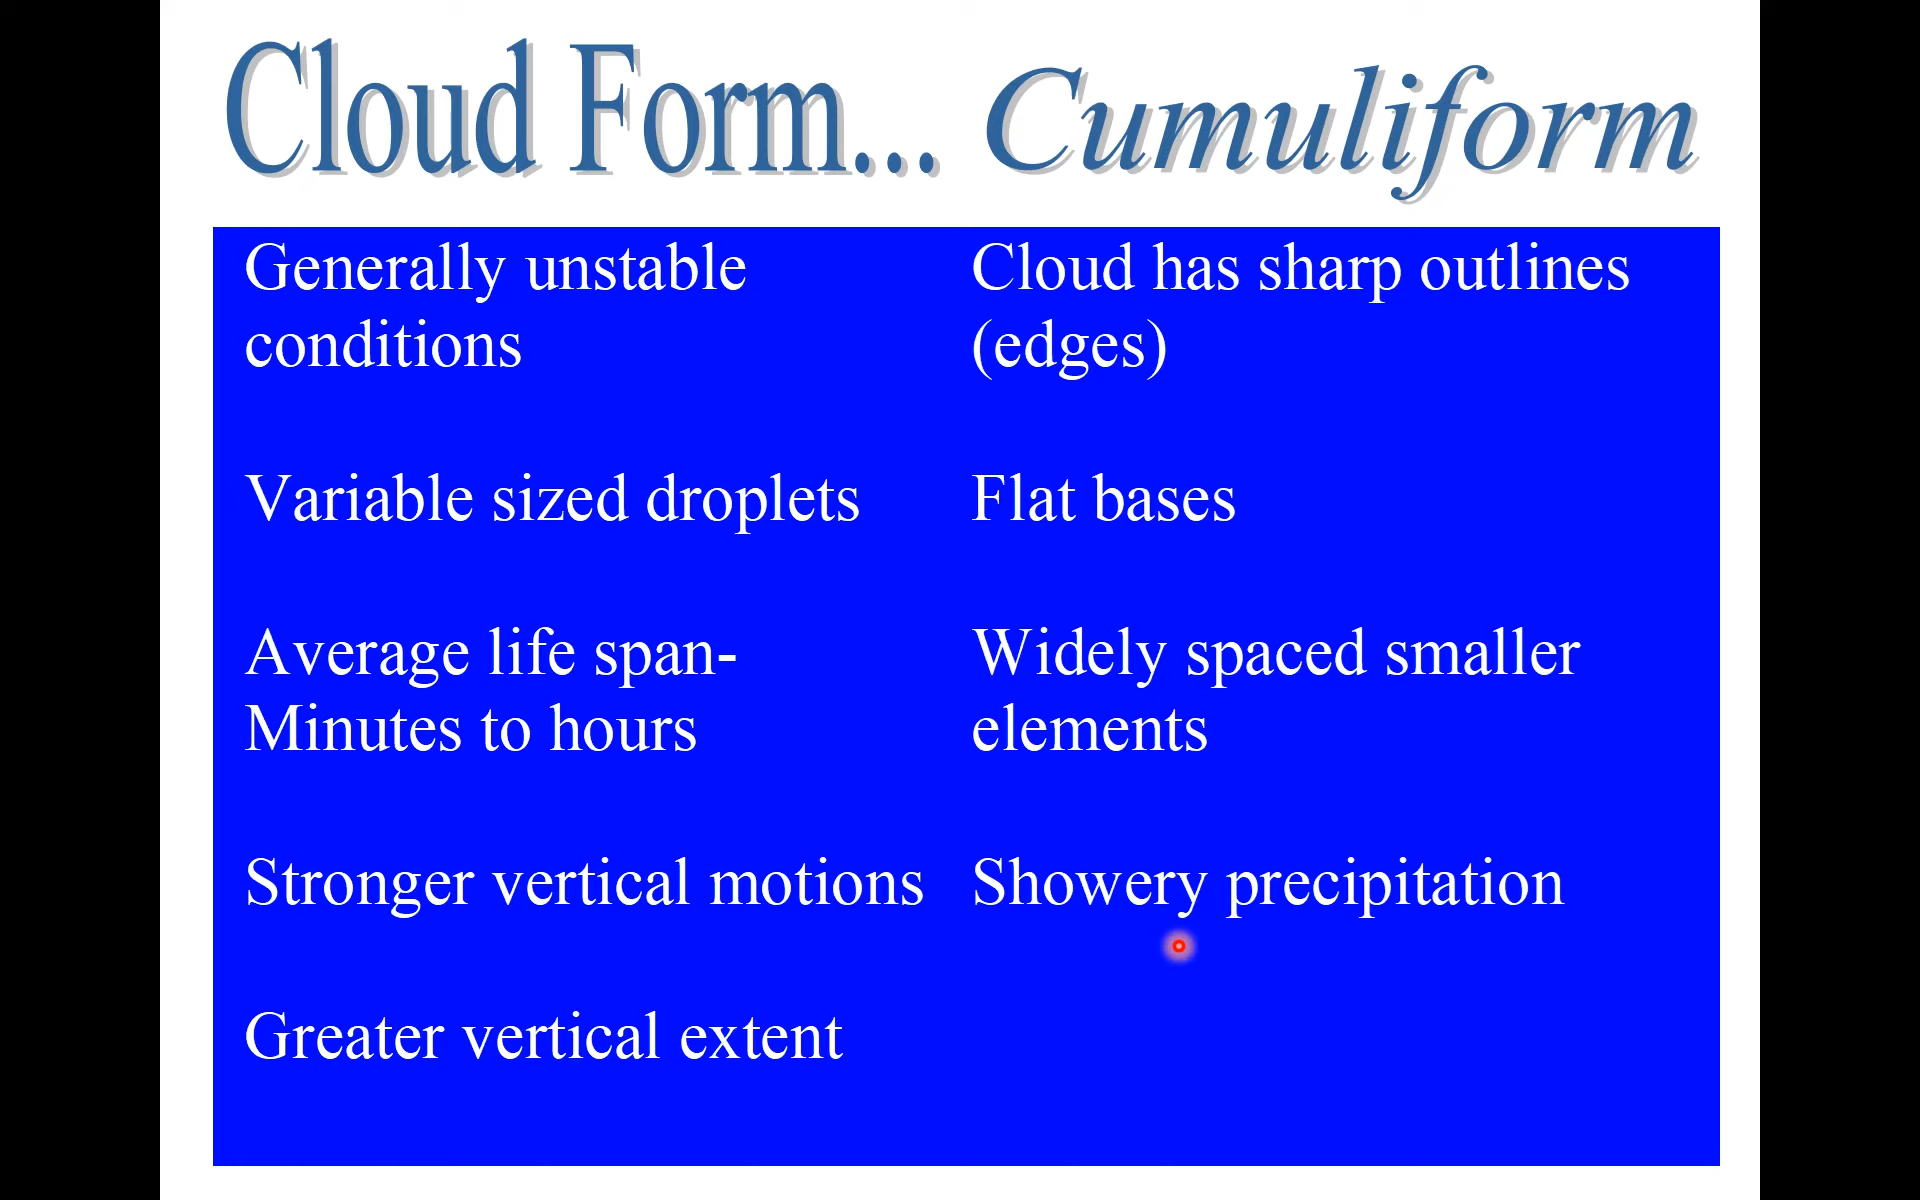 Cloud Form... Cumuliform
Generally unstable
conditions
Variable sized droplets
Average life span-
Minutes to hours
Stronger vertical motions
Greater vertical extent
Cloud has sharp outlines
(edges)
Flat bases
Widely spaced smaller
elements
Showery precipitation